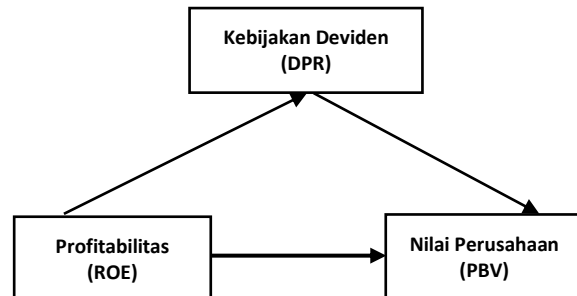 Kebijakan Deviden
(DPR)
Profitabilitas
(ROE)
Nilai Perusahaan
(PBV)